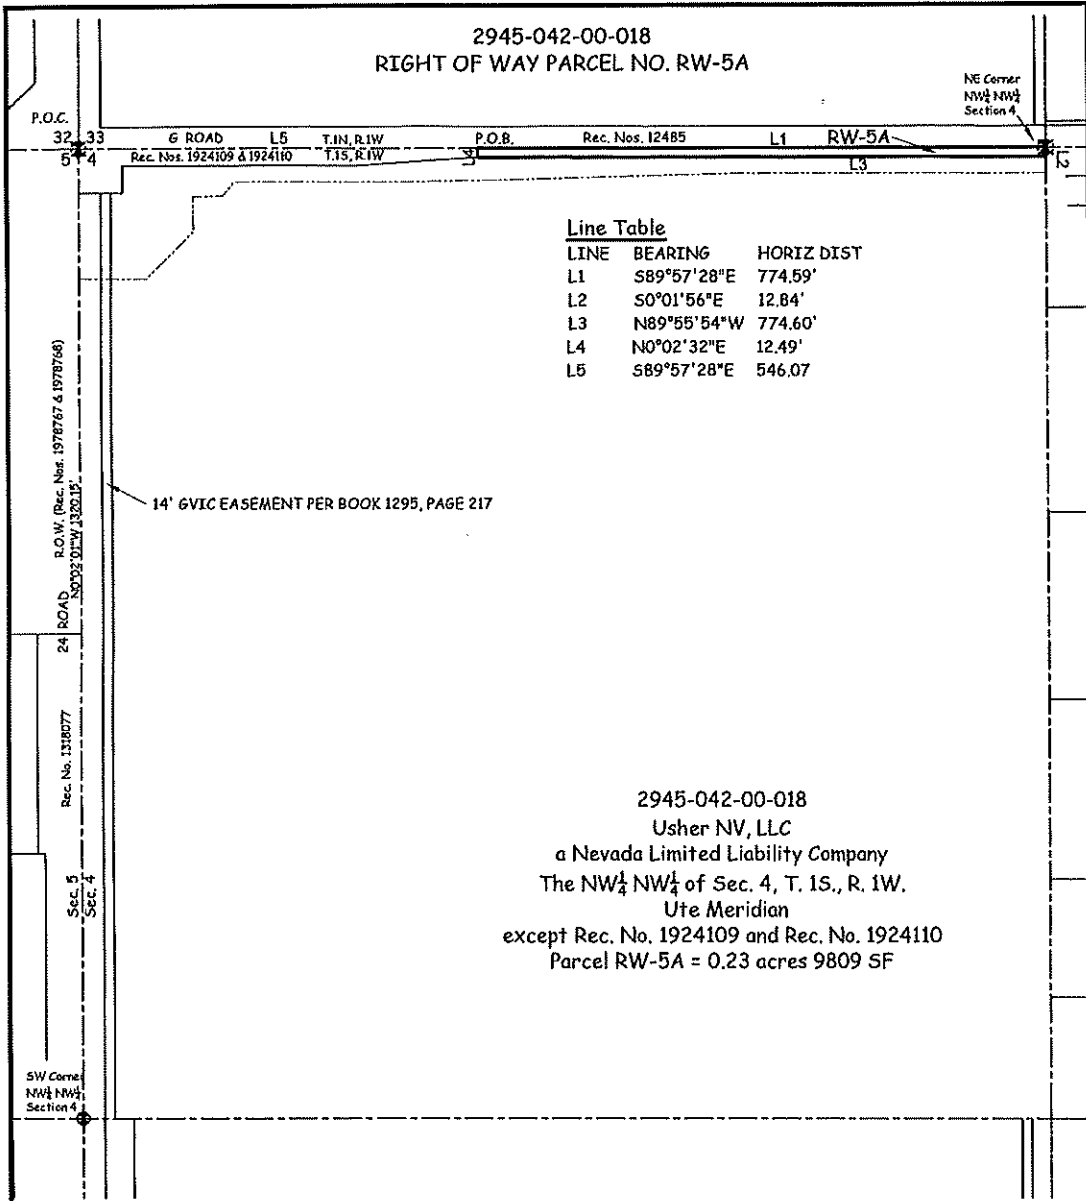 2945-042-00-018
RIGHT OF WAY PARCEL NO. RW-5A
NE Corner
NW¼ NW¼
Section 4
P.O.C.
32 33
5 4
G ROAD L5 T.1N, R.1W P.O.B. Rec. Nos. 12485 L1 RW-5A
Rec. Nos. 1924109 & 1924110 T.1S, R.1W L4 L3 L2
Line Table
LINE BEARING HORIZ DIST
L1 S89°57'28"E 774.59'
L2 S0°01'56"E 12.84'
L3 N89°55'54"W 774.60'
L4 N0°02'32"E 12.49'
L5 S89°57'28"E 546.07
24 ROAD R.O.W. (Rec. Nos. 1978767 & 1978768)
N0°02'01"W 1320.15'
14' GVIC EASEMENT PER BOOK 1295, PAGE 217
Rec. No. 1318077
Sec. 5
Sec. 4
2945-042-00-018
Usher NV, LLC
a Nevada Limited Liability Company
The NW¼ NW¼ of Sec. 4, T. 1S., R. 1W.
Ute Meridian
except Rec. No. 1924109 and Rec. No. 1924110
Parcel RW-5A = 0.23 acres 9809 SF
SW Corner
NW¼ NW¼
Section 4